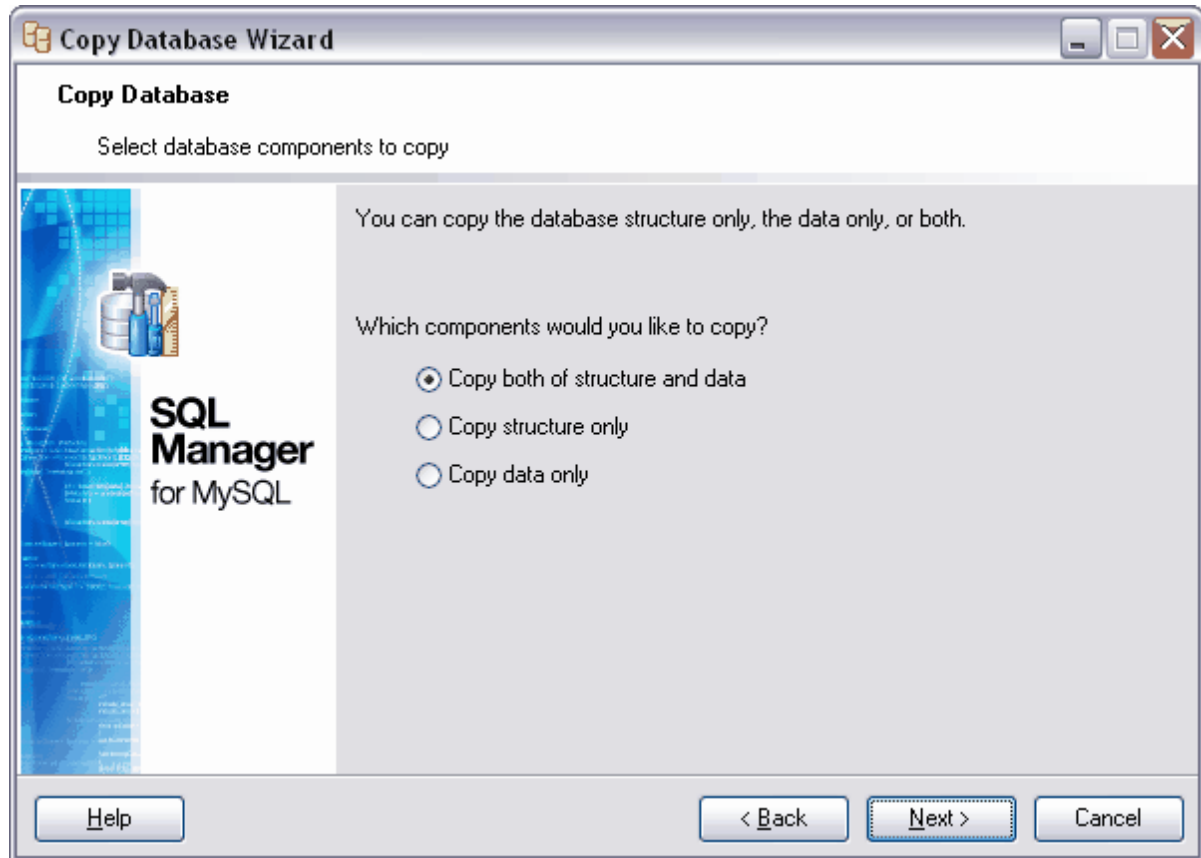 Copy Database Wizard
Copy Database
Select database components to copy
You can copy the database structure only, the data only, or both.
Which components would you like to copy?
Copy both of structure and data
Copy structure only
Copy data only
SQL
Manager
for MySQL
Help
< Back
Next >
Cancel